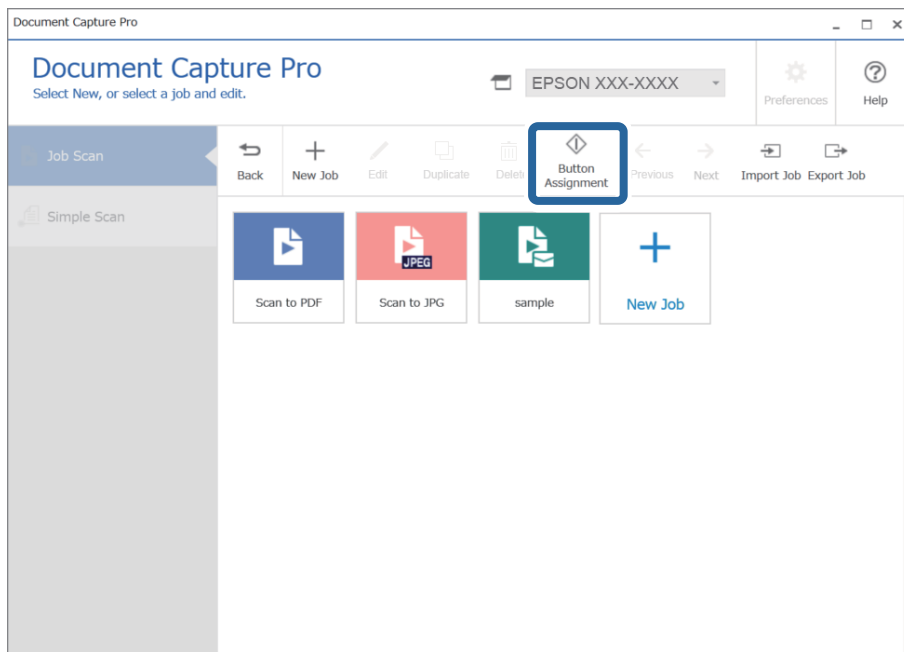 Document Capture Pro
Document Capture Pro
Select New, or select a job and edit.
EPSON XXX-XXXX
Preferences
Help
Job Scan
Simple Scan
Back
New Job
Edit
Duplicate
Delet
Button
Assignment
Previous
Next
Import Job
Export Job
JPEG
Scan to PDF
Scan to JPG
sample
New Job